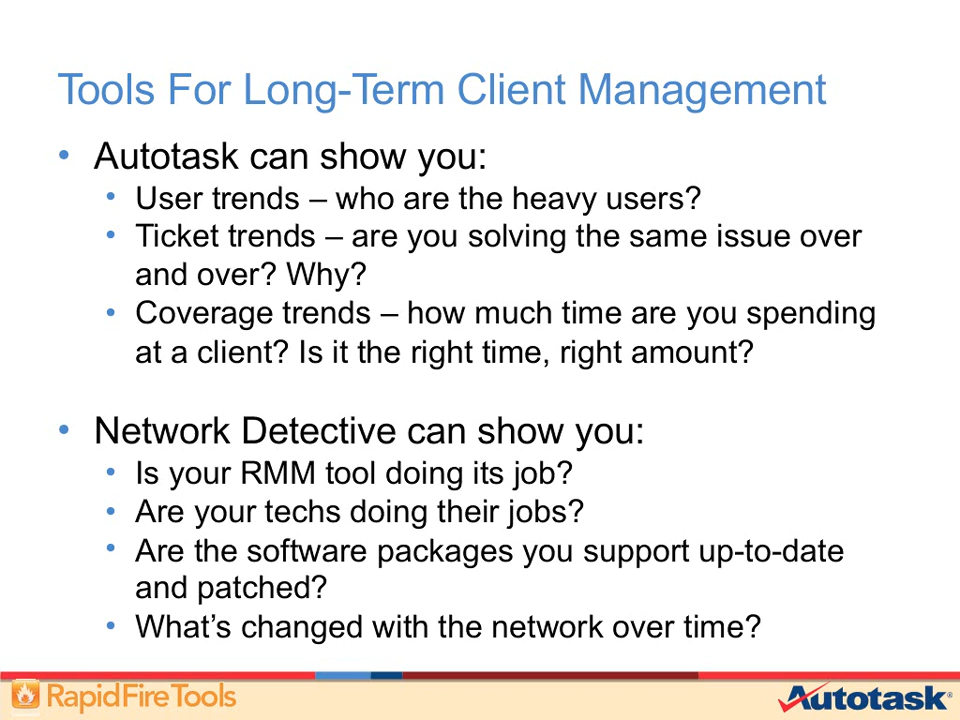 Tools For Long-Term Client Management
• Autotask can show you:
• User trends – who are the heavy users?
• Ticket trends – are you solving the same issue over
and over? Why?
• Coverage trends – how much time are you spending
at a client? Is it the right time, right amount?
• Network Detective can show you:
• Is your RMM tool doing its job?
• Are your techs doing their jobs?
• Are the software packages you support up-to-date
and patched?
• What’s changed with the network over time?
RapidFireTools
Autotask®